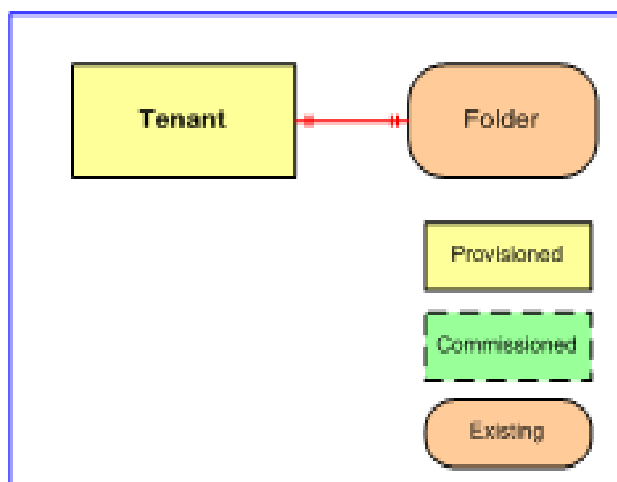 Tenant
Folder
Provisioned
Commissioned
Existing